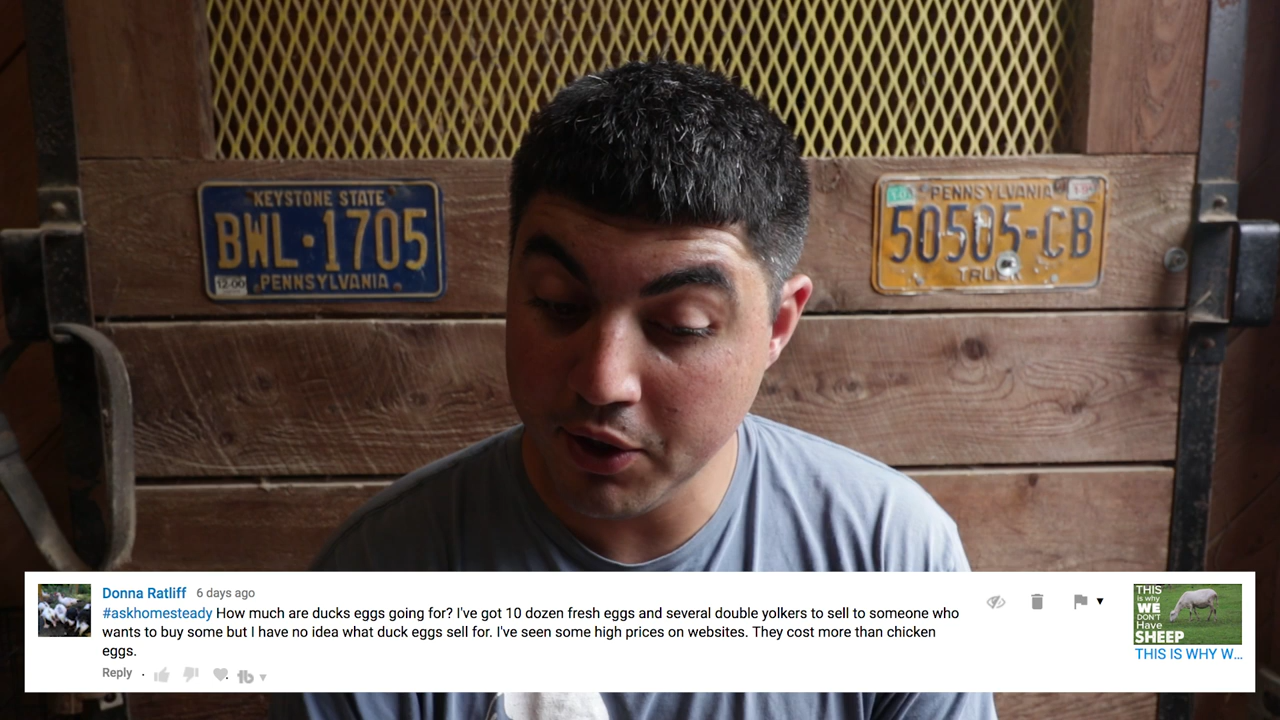 KEYSTONE STATE
BWL·1705
12-00
PENNSYLVANIA
PENNSYLVANIA
50505-CB
TRUCK
Donna Ratliff 6 days ago
#askhomesteady How much are ducks eggs going for? I've got 10 dozen fresh eggs and several double yolkers to sell to someone who
wants to buy some but I have no idea what duck eggs sell for. I've seen some high prices on websites. They cost more than chicken
eggs.
Reply
THIS
is why
WE
DON'T
Have
SHEEP
THIS IS WHY W...